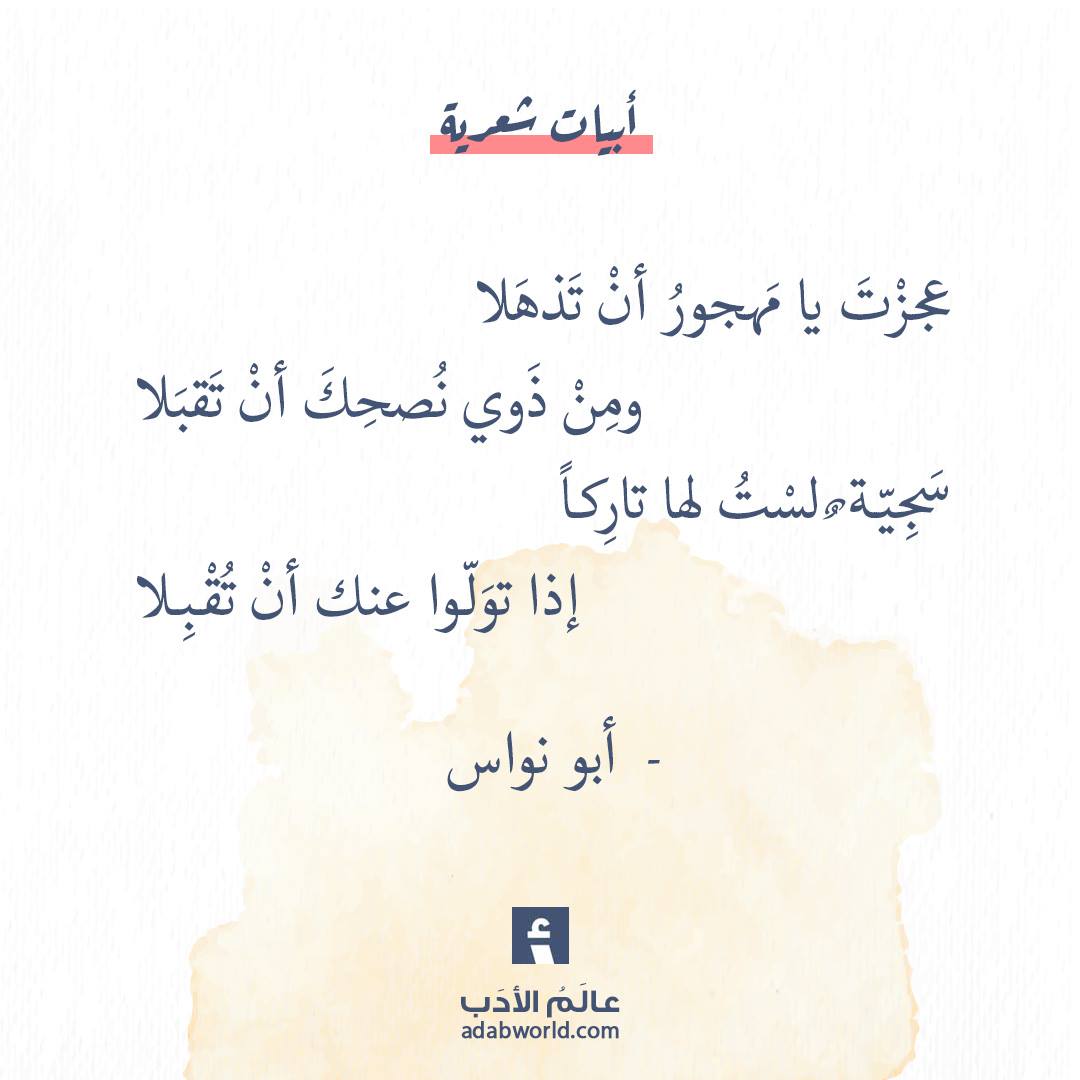 أبيات شعرية
عجزْتَ يا مَهجورُ أنْ تَذهَلا
ومِنْ ذَوي نُصحِكَ أنْ تَقبَلا
سَجِيّة ٌلسْتُ لها تارِكاً
إذا توَلّوا عنك أنْ تُقْبِلا
- أبو نواس
أ
عالَمُ الأدَب
adabworld.com